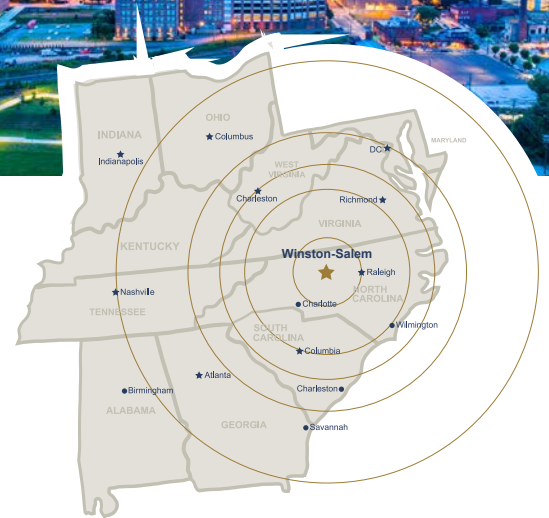 OHIO
INDIANA
Columbus
MARYLAND
DC
Indianapolis
WEST
VIRGINIA
Charleston
Richmond
VIRGINIA
KENTUCKY
Winston-Salem
Raleigh
Nashville
NORTH
CAROLINA
Charlotte
TENNESSEE
Wilmington
SOUTH
CAROLINA
Columbia
Atlanta
Charleston
Birmingham
ALABAMA
GEORGIA
Savannah